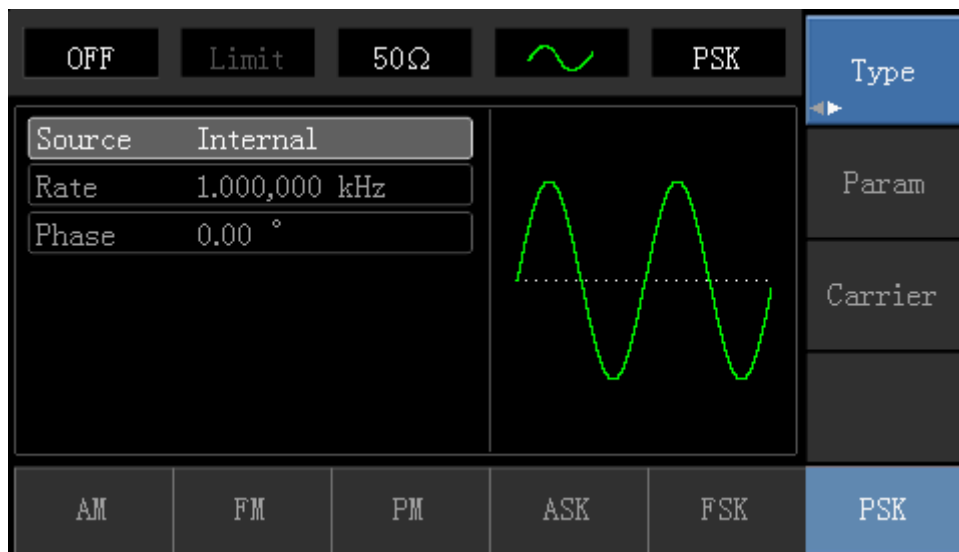 OFF Limit 50Ω PSK Type
Source Internal
Rate 1.000,000 kHz
Phase 0.00 °
Param
Carrier
AM FM PM ASK FSK PSK